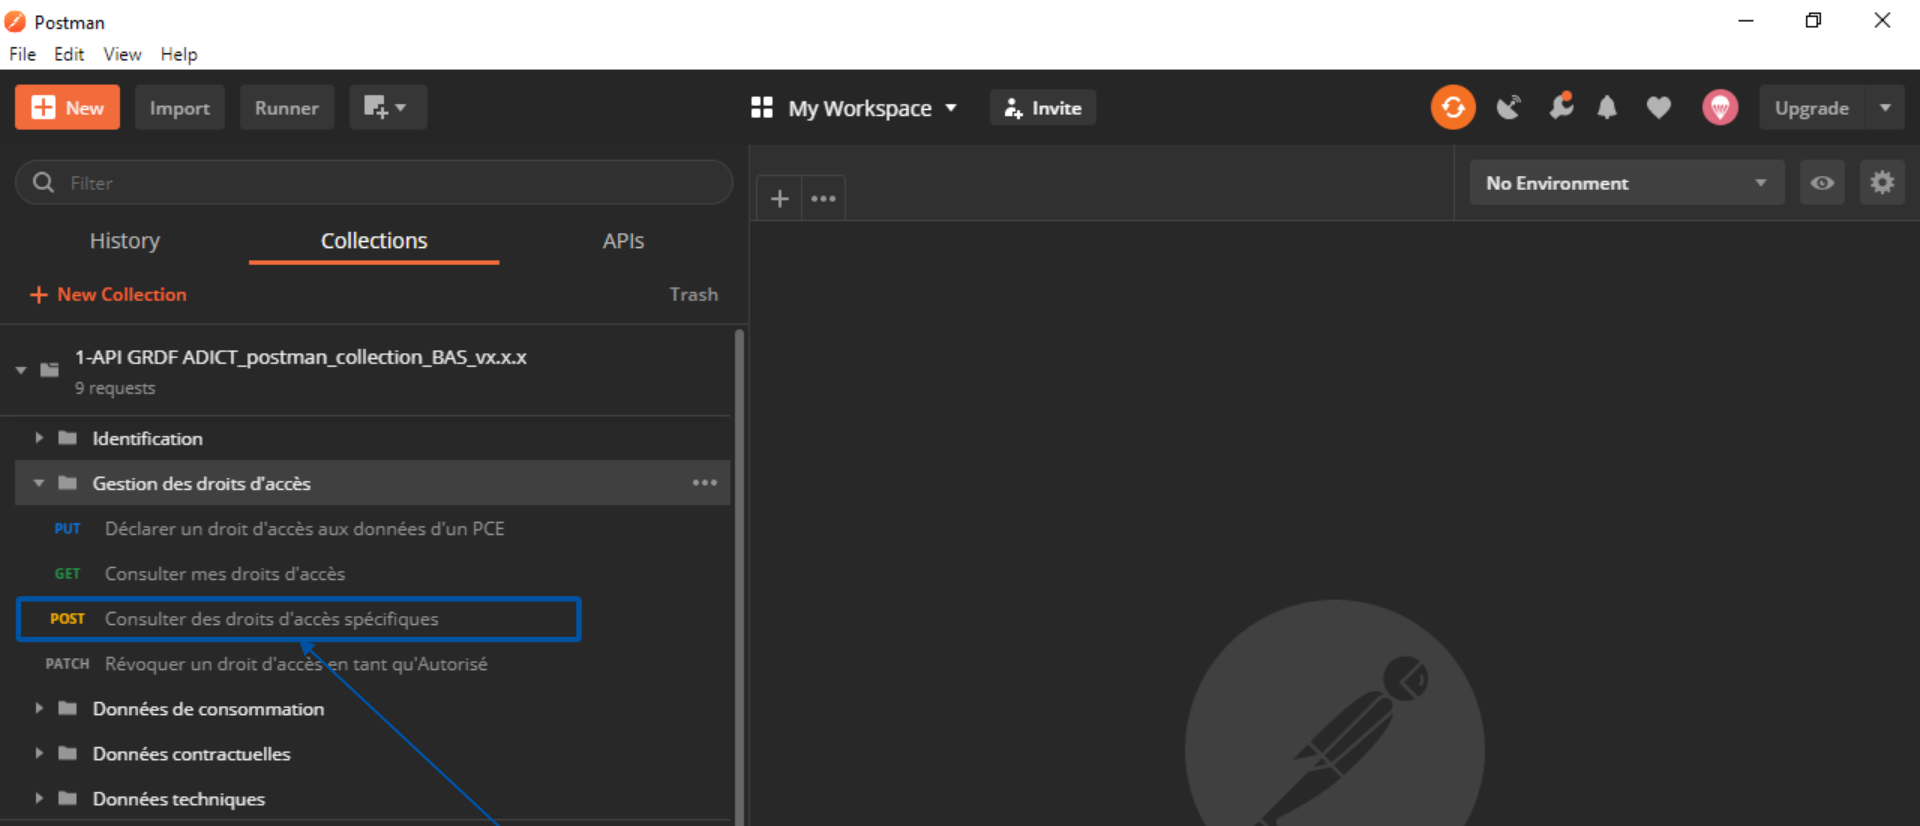 Postman
File Edit View Help
New Import Runner My Workspace Invite Upgrade
Filter
No Environment
History Collections APIs
New Collection Trash
1-API GRDF ADICT_postman_collection_BAS_vx.x.x
9 requests
Identification
Gestion des droits d'accès
PUT Déclarer un droit d'accès aux données d'un PCE
GET Consulter mes droits d'accès
POST Consulter des droits d'accès spécifiques
PATCH Révoquer un droit d'accès en tant qu'Autorisé
Données de consommation
Données contractuelles
Données techniques